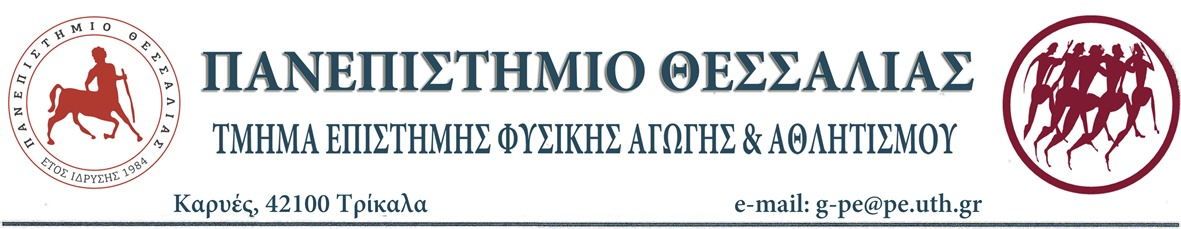 ΠΑΝΕΠΙΣΤΗΜΙΟ ΘΕΣΣΑΛΙΑΣ
ΕΤΟΣ ΙΔΡΥΣΗΣ 1984
ΠΑΝΕΠΙΣΤΗΜΙΟ ΘΕΣΣΑΛΙΑΣ
ΤΜΗΜΑ ΕΠΙΣΤΗΜΗΣ ΦΥΣΙΚΗΣ ΑΓΩΓΗΣ & ΑΘΛΗΤΙΣΜΟΥ
Καρυές, 42100 Τρίκαλα e-mail: g-pe@pe.uth.gr